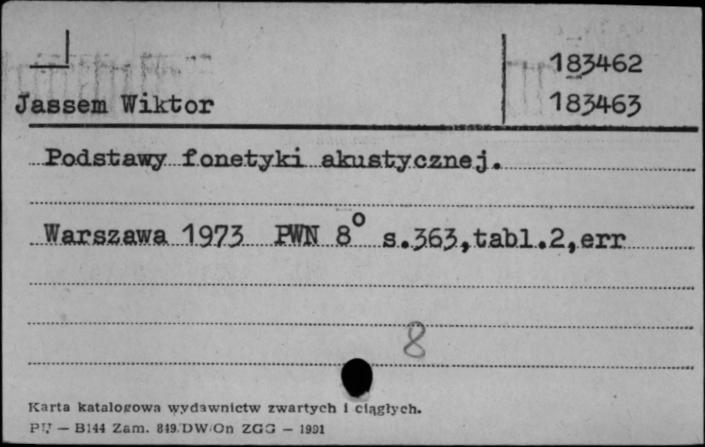 183462
Jassem Wiktor 183463
Podstawy fonetyki akustycznej.
Warszawa 1973 PWN 8° s.363,tabl.2,err
8
Karta katalogowa wydawnictw zwartych i ciągłych.
PU — B144 Zam. 849/DW/On ZGG — 1991